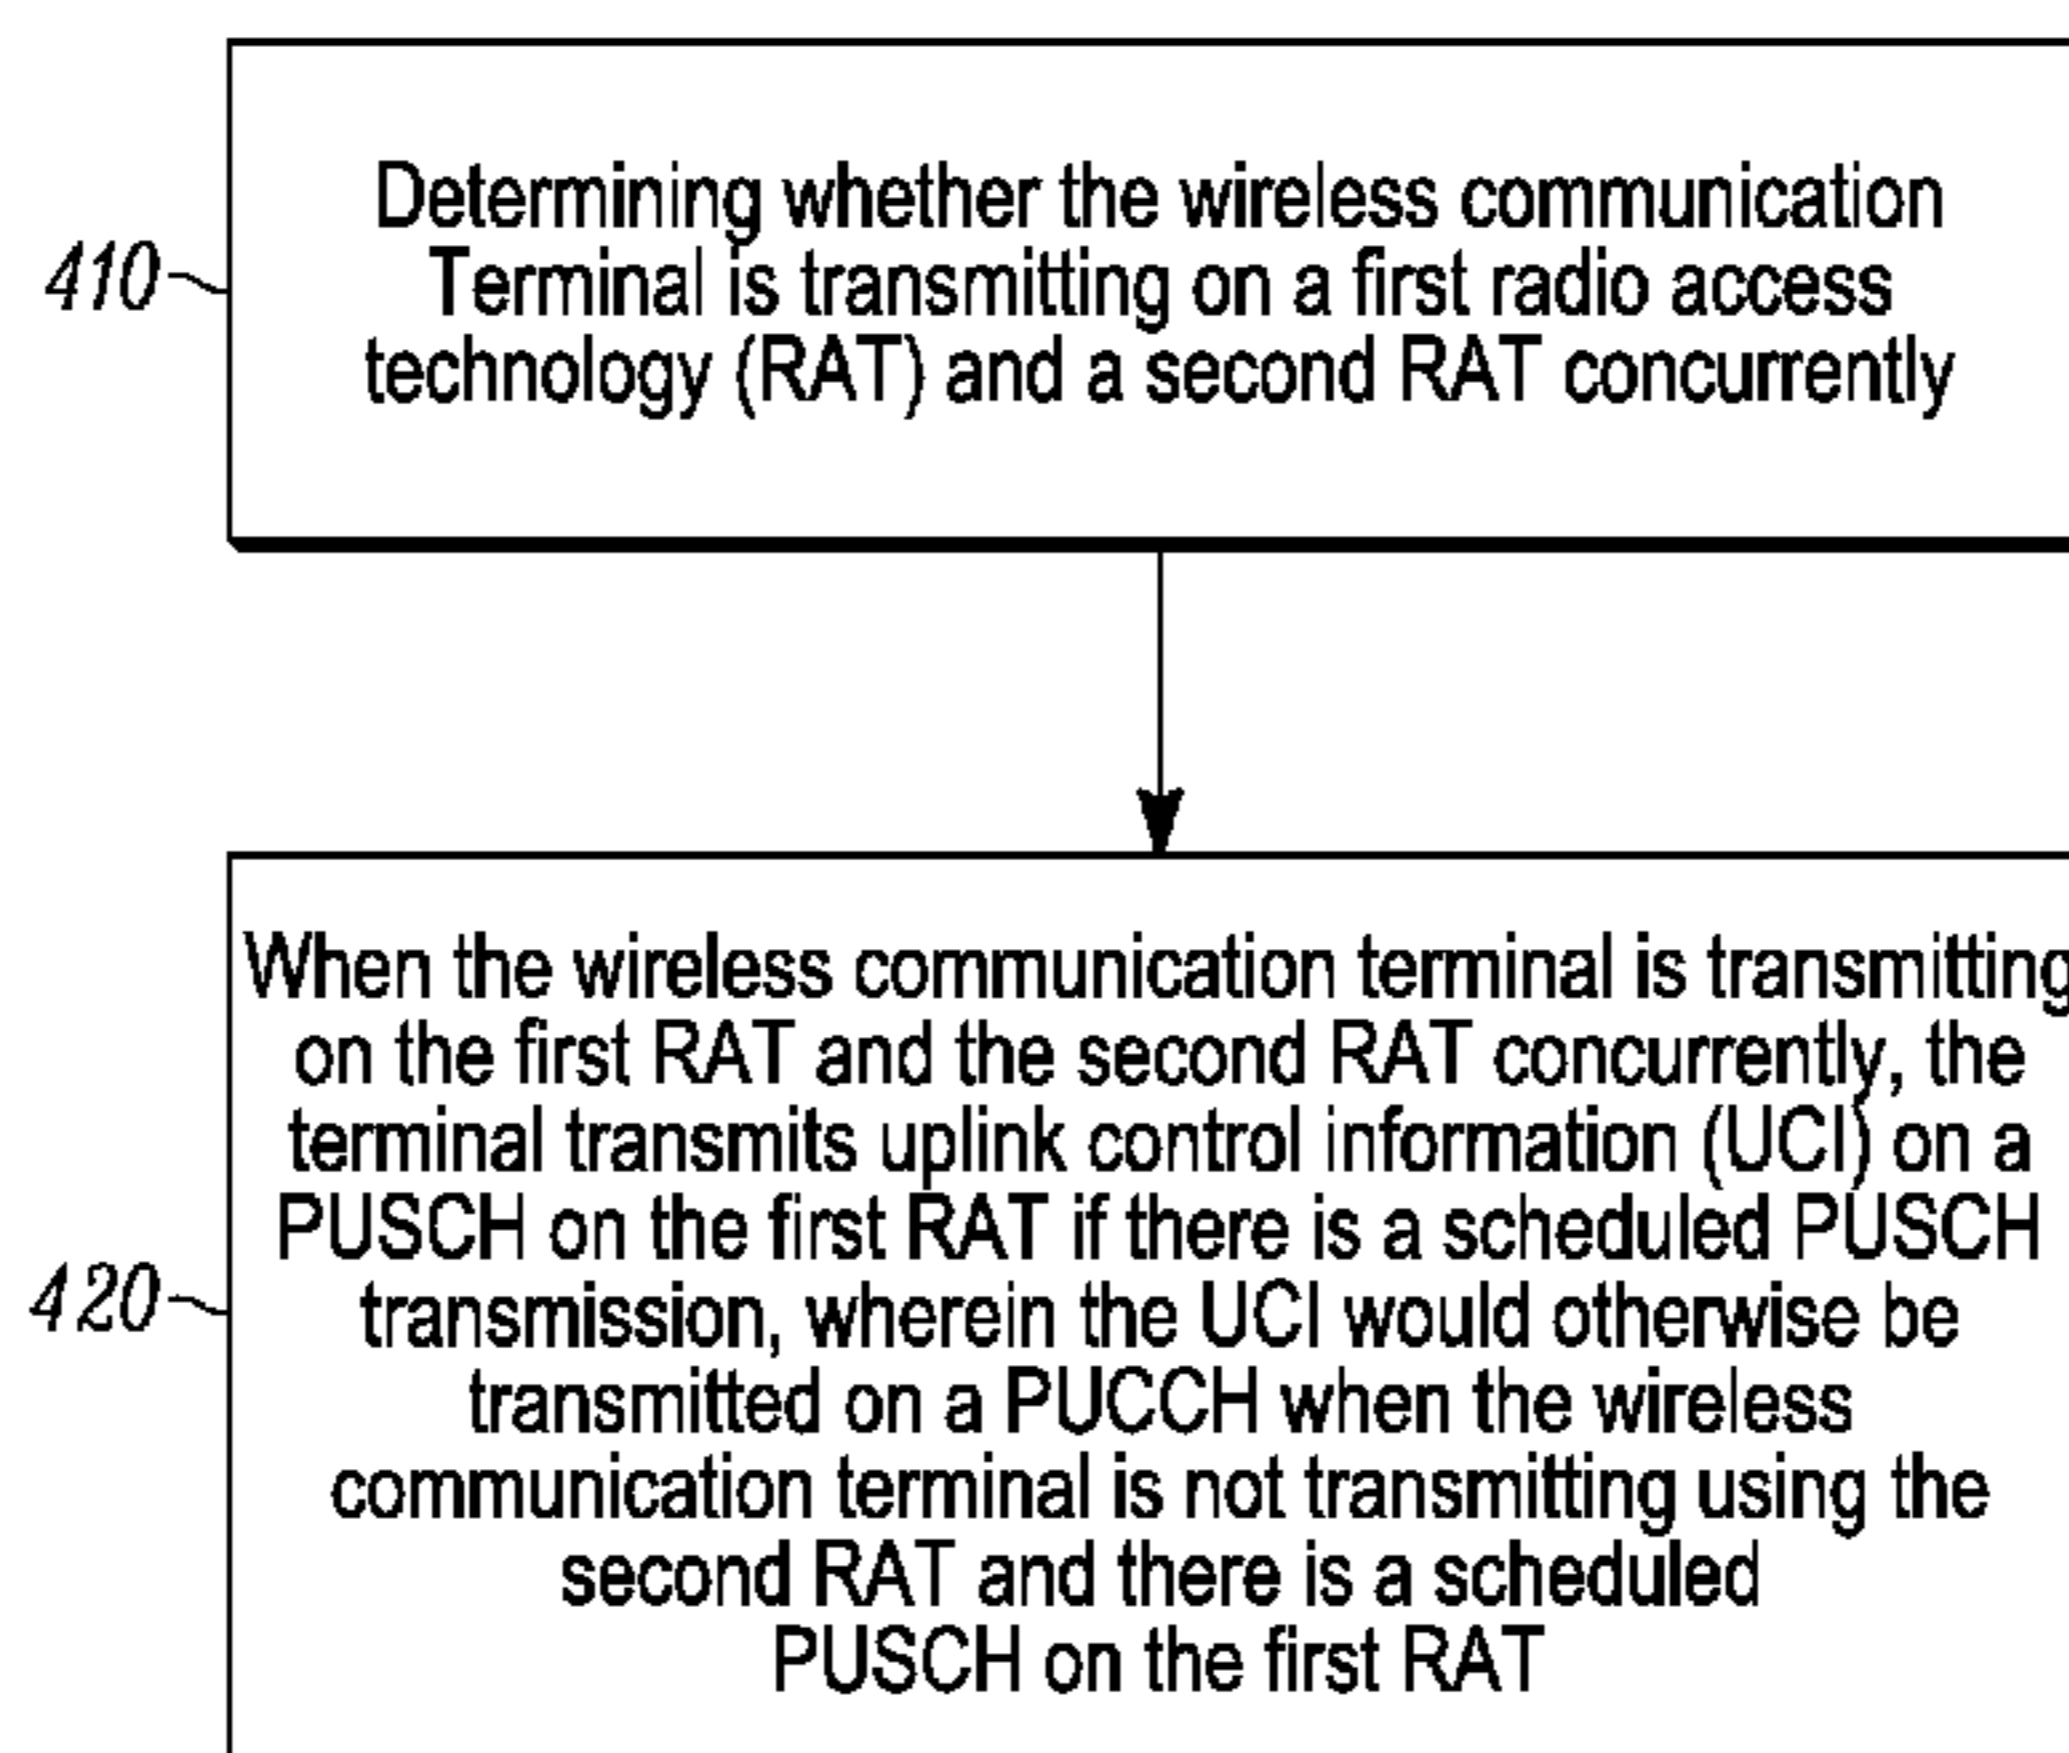 Determining whether the wireless communication
Terminal is transmitting on a first radio access
technology (RAT) and a second RAT concurrently
410
When the wireless communication terminal is transmitting
on the first RAT and the second RAT concurrently, the
terminal transmits uplink control information (UCI) on a
PUSCH on the first RAT if there is a scheduled PUSCH
transmission, wherein the UCI would otherwise be
transmitted on a PUCCH when the wireless
communication terminal is not transmitting using the
second RAT and there is a scheduled
PUSCH on the first RAT
420